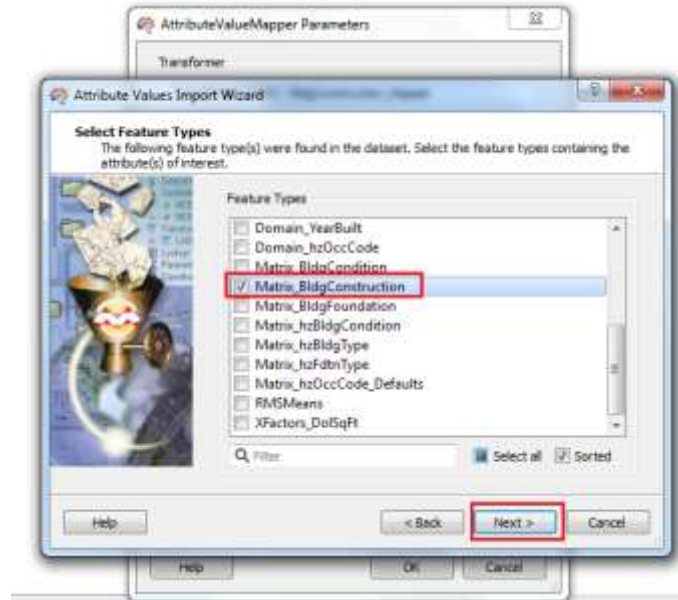 AttributeValueMapper Parameters
Transformer
Attribute Values Import Wizard
Select Feature Types
The following feature type(s) were found in the dataset. Select the feature types containing the
attribute(s) of interest.
Feature Types
Domain_YearBuilt
Domain_hzOccCode
Matrix_BldgCondition
Matrix_BldgConstruction
Matrix_BldgFoundation
Matrix_hzBldgCondition
Matrix_hzBldgType
Matrix_hzFdtnType
Matrix_hzOccCode_Defaults
RMSMeans
XFactors_DolSqFt
Filter
Select all
Sorted
Help
< Back
Next >
Cancel
Help
OK
Cancel